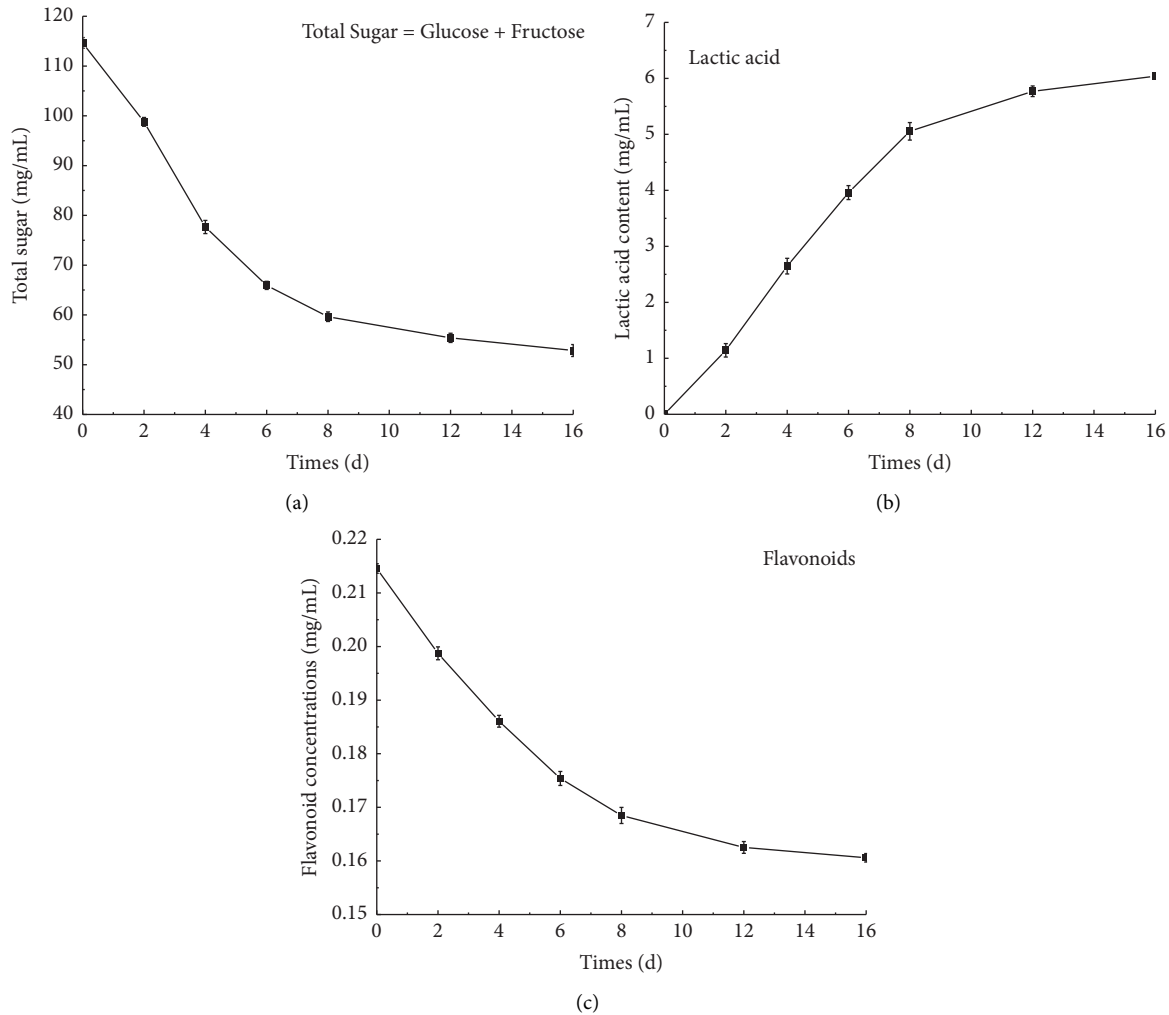 Total Sugar = Glucose + Fructose
Total sugar (mg/mL)
120
110
100
90
80
70
60
50
40
0 2 4 6 8 10 12 14 16
Times (d)
(a)
Lactic acid
Lactic acid content (mg/mL)
7
6
5
4
3
2
1
0
0 2 4 6 8 10 12 14 16
Times (d)
(b)
Flavonoids
Flavonoid concentrations (mg/mL)
0.22
0.21
0.20
0.19
0.18
0.17
0.16
0.15
0 2 4 6 8 10 12 14 16
Times (d)
(c)